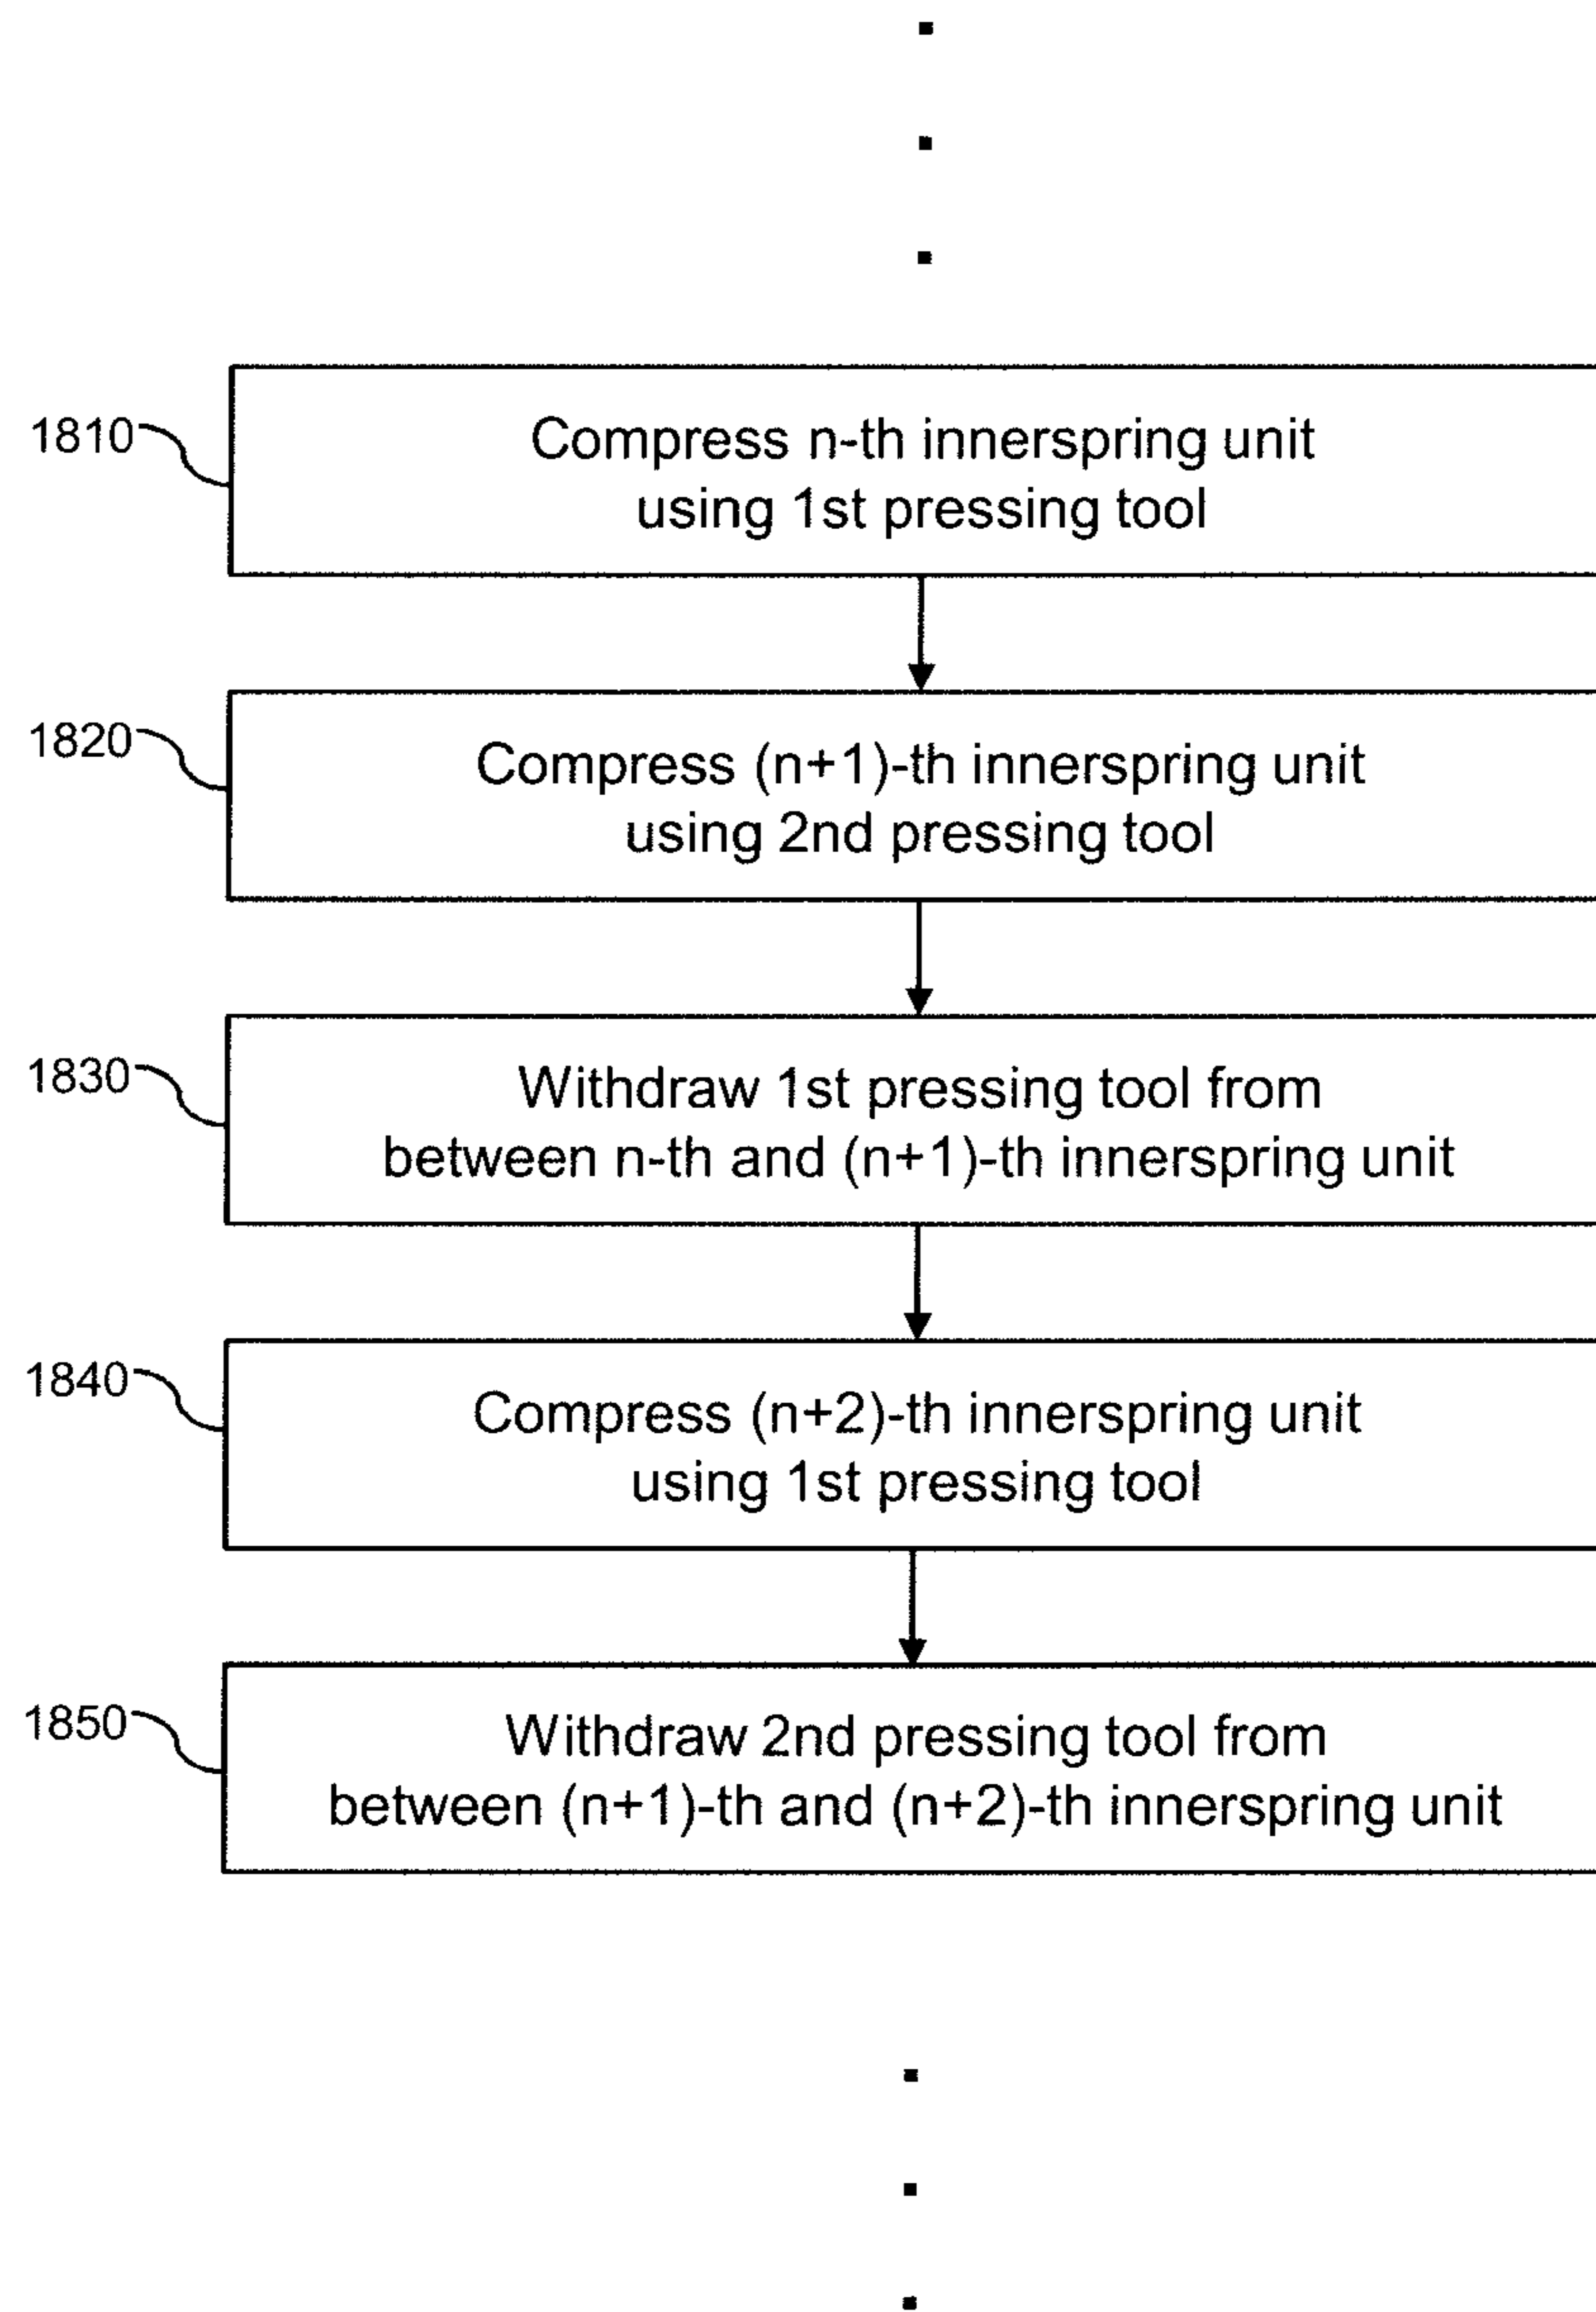 1810
Compress n-th innerspring unit
using 1st pressing tool
1820
Compress (n+1)-th innerspring unit
using 2nd pressing tool
1830
Withdraw 1st pressing tool from
between n-th and (n+1)-th innerspring unit
1840
Compress (n+2)-th innerspring unit
using 1st pressing tool
1850
Withdraw 2nd pressing tool from
between (n+1)-th and (n+2)-th innerspring unit